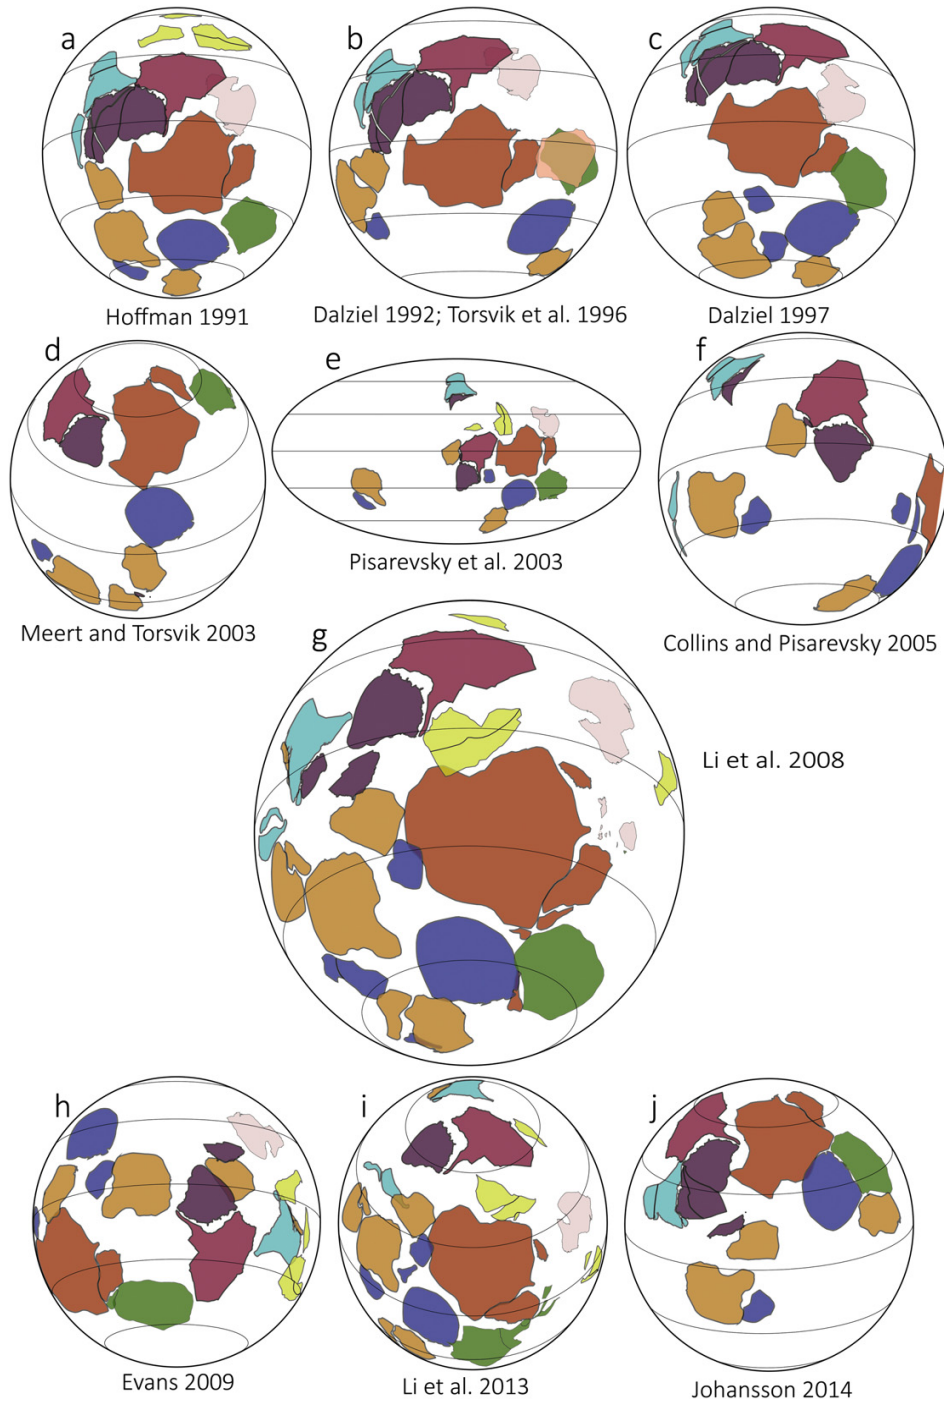 a
b
c
Hoffman 1991
Dalziel 1992; Torsvik et al. 1996
Dalziel 1997
d
e
f
Meert and Torsvik 2003
Pisarevsky et al. 2003
Collins and Pisarevsky 2005
g
Li et al. 2008
h
i
j
Evans 2009
Li et al. 2013
Johansson 2014